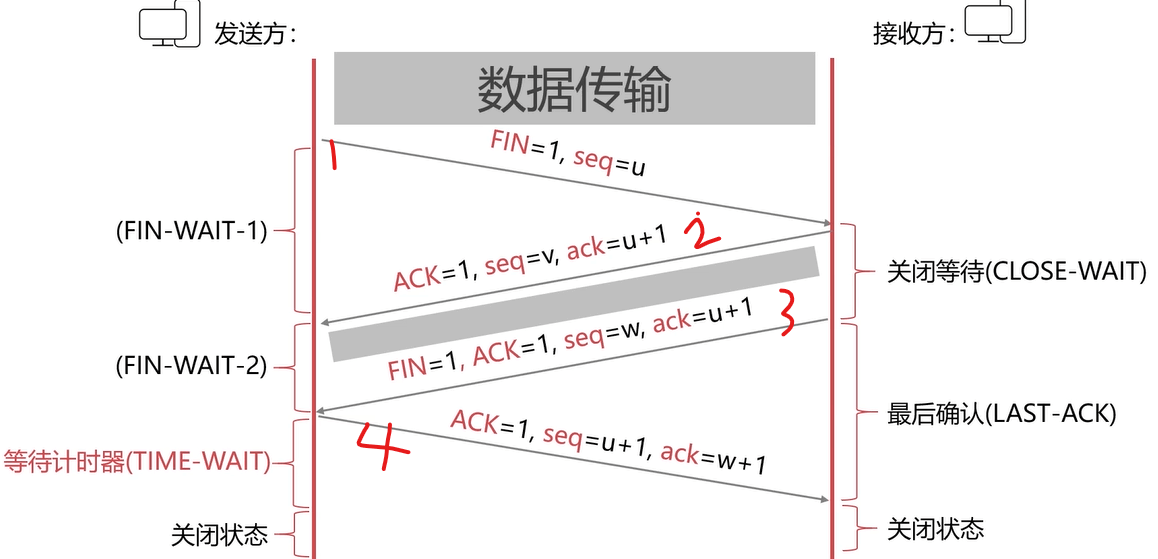 发送方：
接收方：
数据传输
1
FIN=1, seq=u
(FIN-WAIT-1)
2
ACK=1, seq=v, ack=u+1
关闭等待(CLOSE-WAIT)
3
FIN=1, ACK=1, seq=w, ack=u+1
(FIN-WAIT-2)
最后确认(LAST-ACK)
4
ACK=1, seq=u+1, ack=w+1
等待计时器(TIME-WAIT)
关闭状态
关闭状态